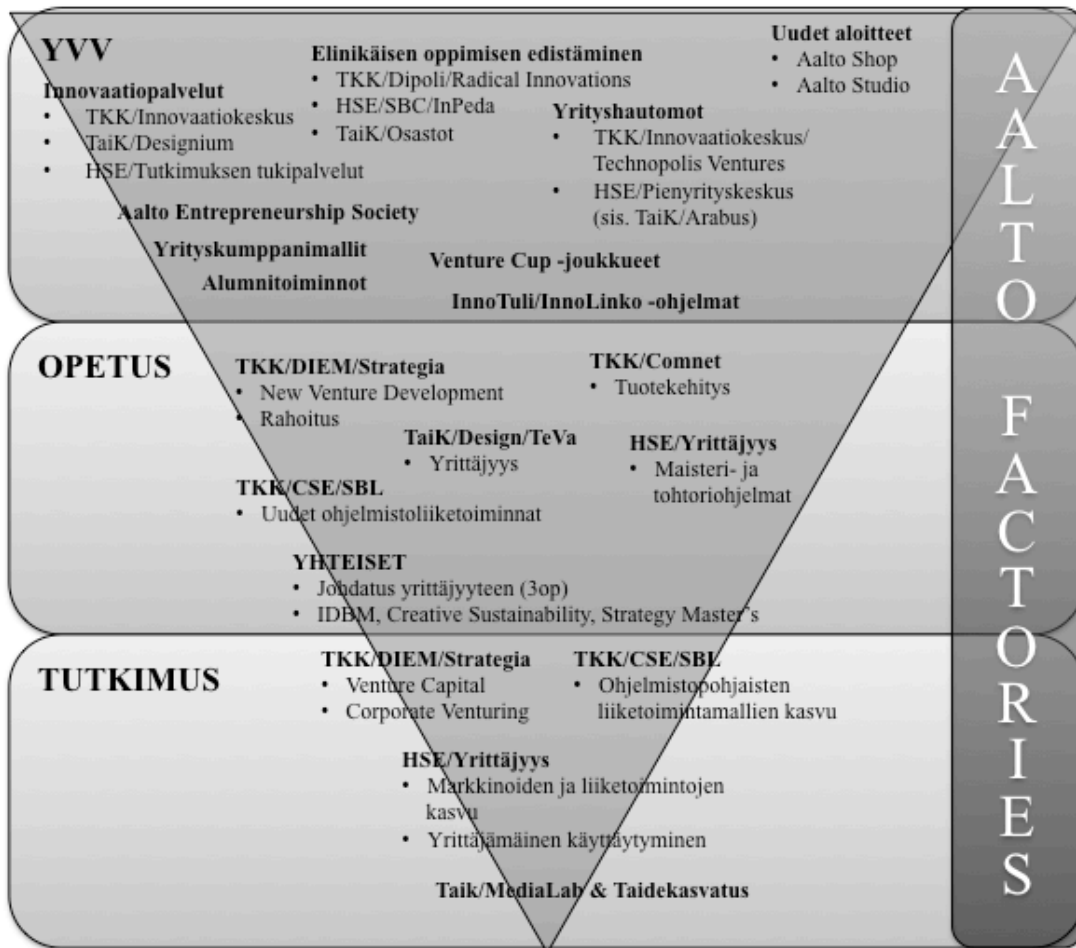 YVV
Innovaatiopalvelut
• TKK/Innovaatiokeskus
• TaiK/Designium
• HSE/Tutkimuksen tukipalvelut
Elinikäisen oppimisen edistäminen
• TKK/Dipoli/Radical Innovations
• HSE/SBC/InPeda
• TaiK/Osastot
Uudet aloitteet
• Aalto Shop
• Aalto Studio
Yrityshautomot
• TKK/Innovaatiokeskus/
Technopolis Ventures
• HSE/Pienyrityskeskus
(sis. TaiK/Arabus)
Aalto Entrepreneurship Society
Yrityskumppanimallit
Alumnitoiminnot
Venture Cup -joukkueet
InnoTuli/InnoLinko -ohjelmat
OPETUS
TKK/DIEM/Strategia
• New Venture Development
• Rahoitus
TKK/Comnet
• Tuotekehitys
TaiK/Design/TeVa
• Yrittäjyys
HSE/Yrittäjyys
• Maisteri- ja
tohtoriohjelmat
TKK/CSE/SBL
• Uudet ohjelmistoliiketoiminnat
YHTEISET
• Johdatus yrittäjyyteen (3op)
• IDBM, Creative Sustainability, Strategy Master's
TUTKIMUS
TKK/DIEM/Strategia
• Venture Capital
• Corporate Venturing
TKK/CSE/SBL
• Ohjelmistopohjaisten
liiketoimintamallien kasvu
HSE/Yrittäjyys
• Markkinoiden ja liiketoimintojen
kasvu
• Yrittäjämäinen käyttäytyminen
Taik/MediaLab & Taidekasvatus
AALTO FACTORIES